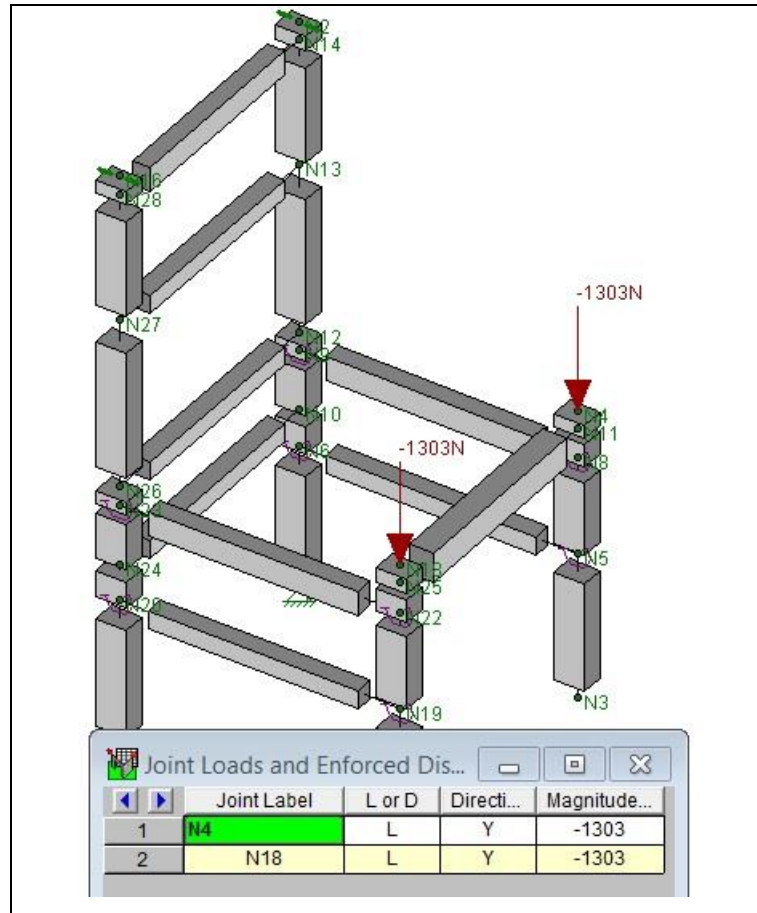 N2
N14
N13
N16
N28
-1303N
N27
N12
N4
N11
N10
-1303N
N8
N6
N26
N18
N5
N25
N24
N22
N3
N19
Joint Loads and Enforced Dis...
Joint Label L or D Directi... Magnitude...
1 N4 L Y -1303
2 N18 L Y -1303